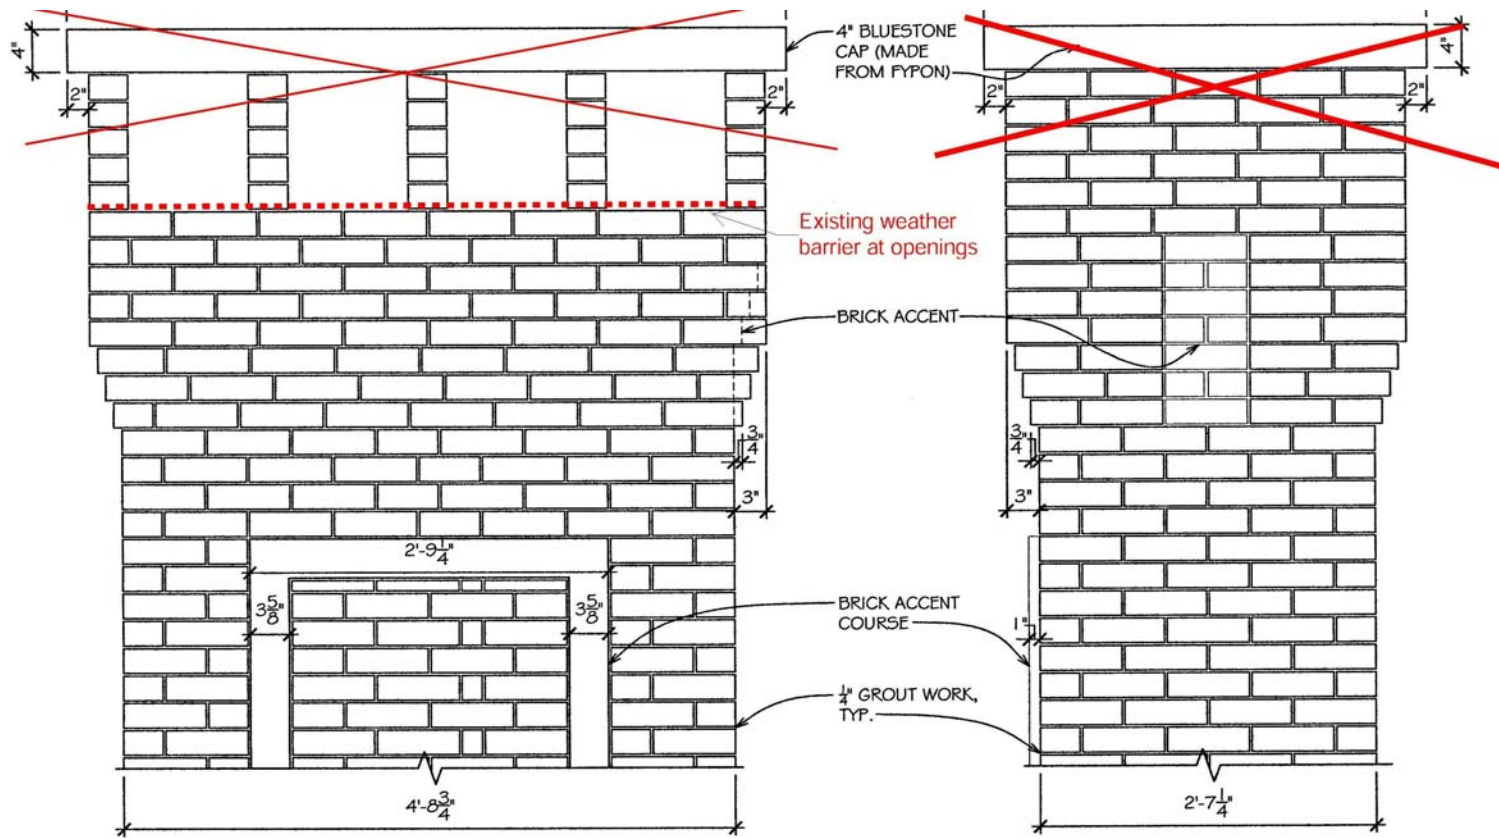 4"
4" BLUESTONE
CAP (MADE
FROM FYPON)
4"
2"
2"
2"
2"
Existing weather
barrier at openings
BRICK ACCENT
3/4"
3"
3/4"
3"
2'-9 1/4"
3 5/8"
3 5/8"
BRICK ACCENT
COURSE
1"
1/4" GROUT WORK,
TYP.
4'-8 3/4"
2'-7 1/4"